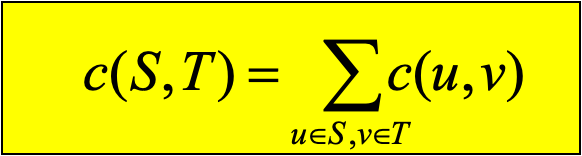 c(S,T) = ∑c(u,v)
u∈S,v∈T